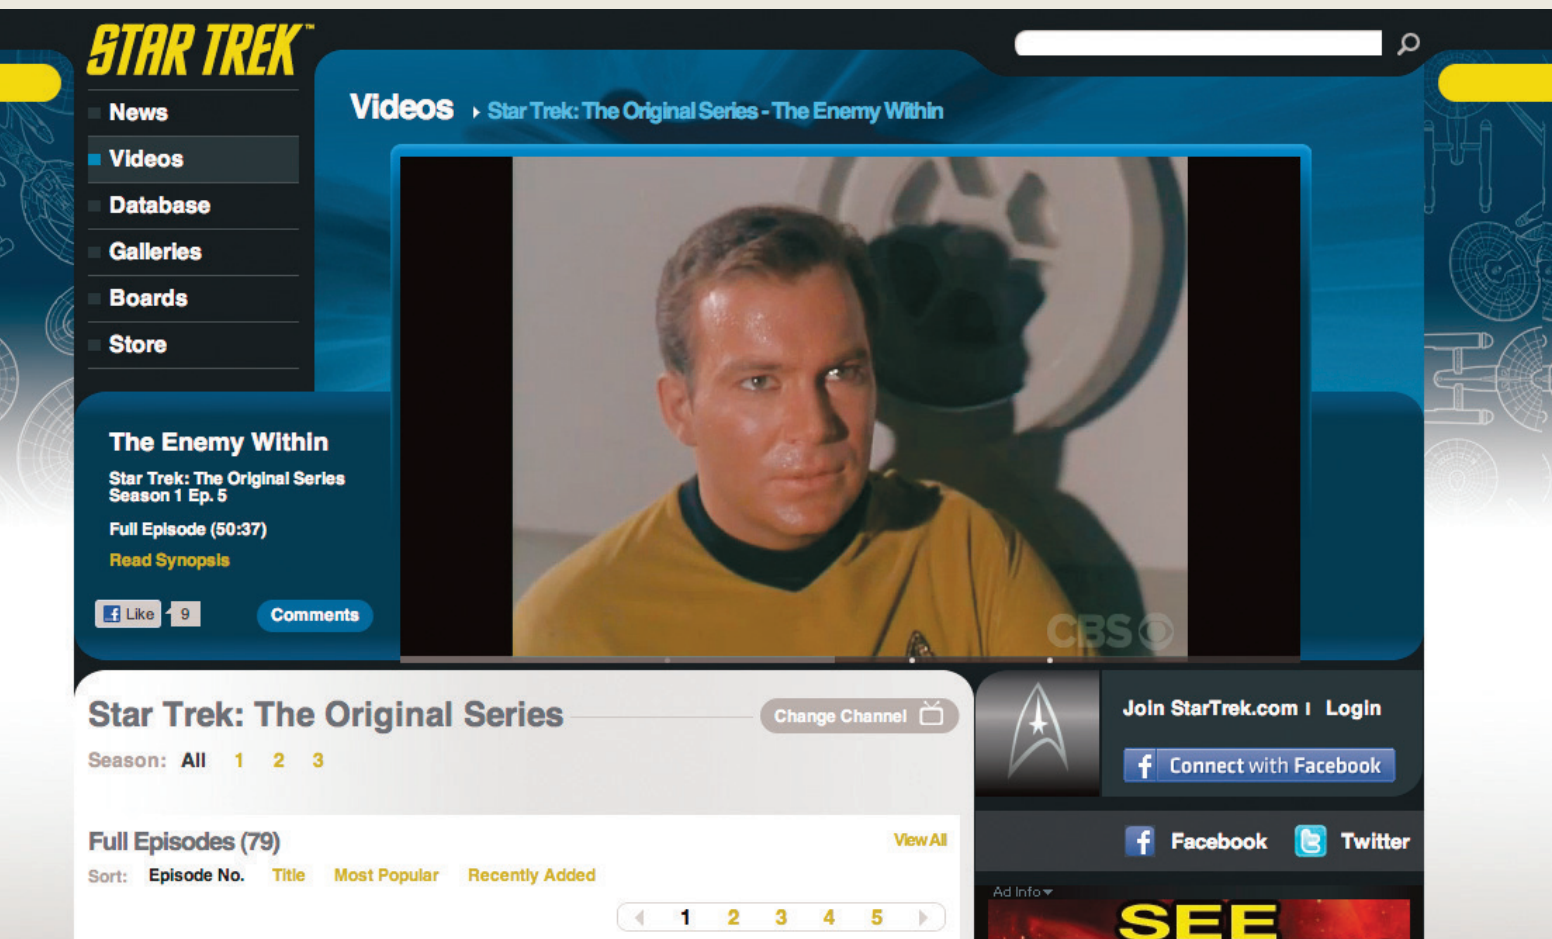 STAR TREK™
News
Videos
Database
Galleries
Boards
Store
Videos
Star Trek: The Original Series - The Enemy Within
The Enemy Within
Star Trek: The Original Series
Season 1 Ep. 5
Full Episode (50:37)
Read Synopsis
f Like 9
Comments
CBS
Star Trek: The Original Series
Change Channel
Season: All 1 2 3
Full Episodes (79)
View All
Sort: Episode No. Title Most Popular Recently Added
1 2 3 4 5
Join StarTrek.com | Login
f Connect with Facebook
f Facebook t Twitter
Ad Info
SEE